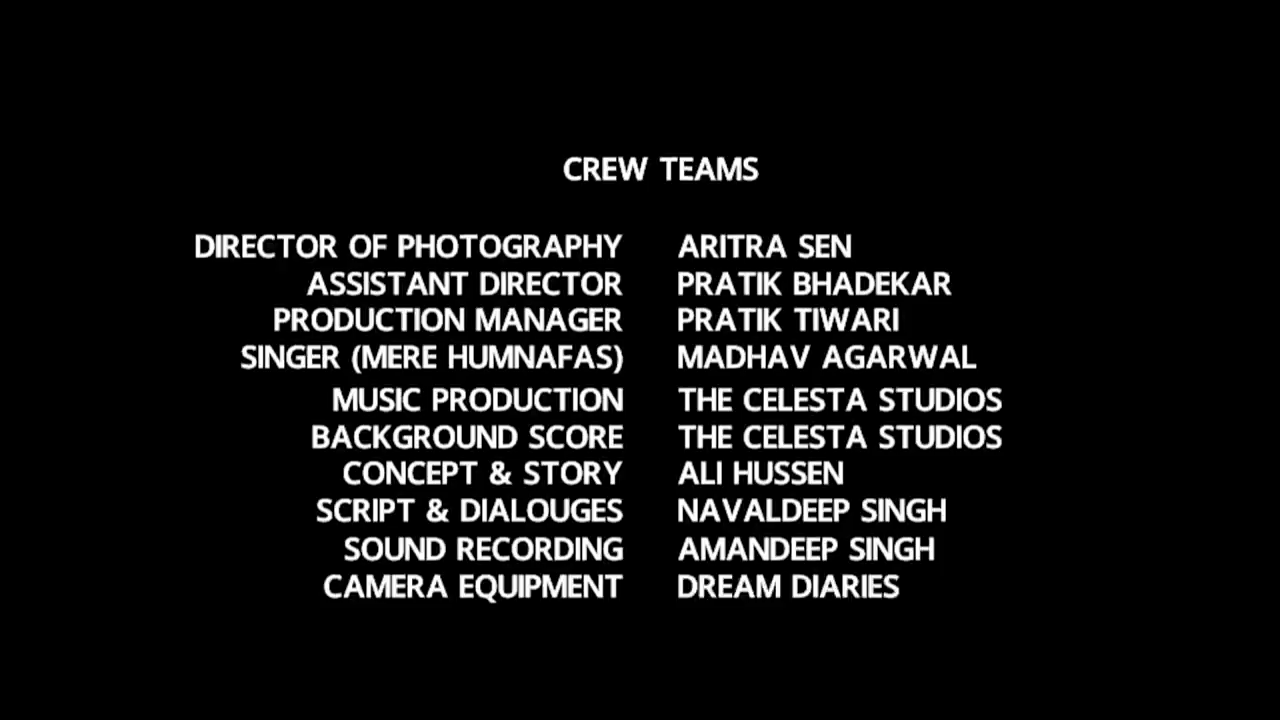 CREW TEAMS
DIRECTOR OF PHOTOGRAPHY ARITRA SEN
ASSISTANT DIRECTOR PRATIK BHADEKAR
PRODUCTION MANAGER PRATIK TIWARI
SINGER (MERE HUMNAFAS) MADHAV AGARWAL
MUSIC PRODUCTION THE CELESTA STUDIOS
BACKGROUND SCORE THE CELESTA STUDIOS
CONCEPT & STORY ALI HUSSEN
SCRIPT & DIALOUGES NAVALDEEP SINGH
SOUND RECORDING AMANDEEP SINGH
CAMERA EQUIPMENT DREAM DIARIES